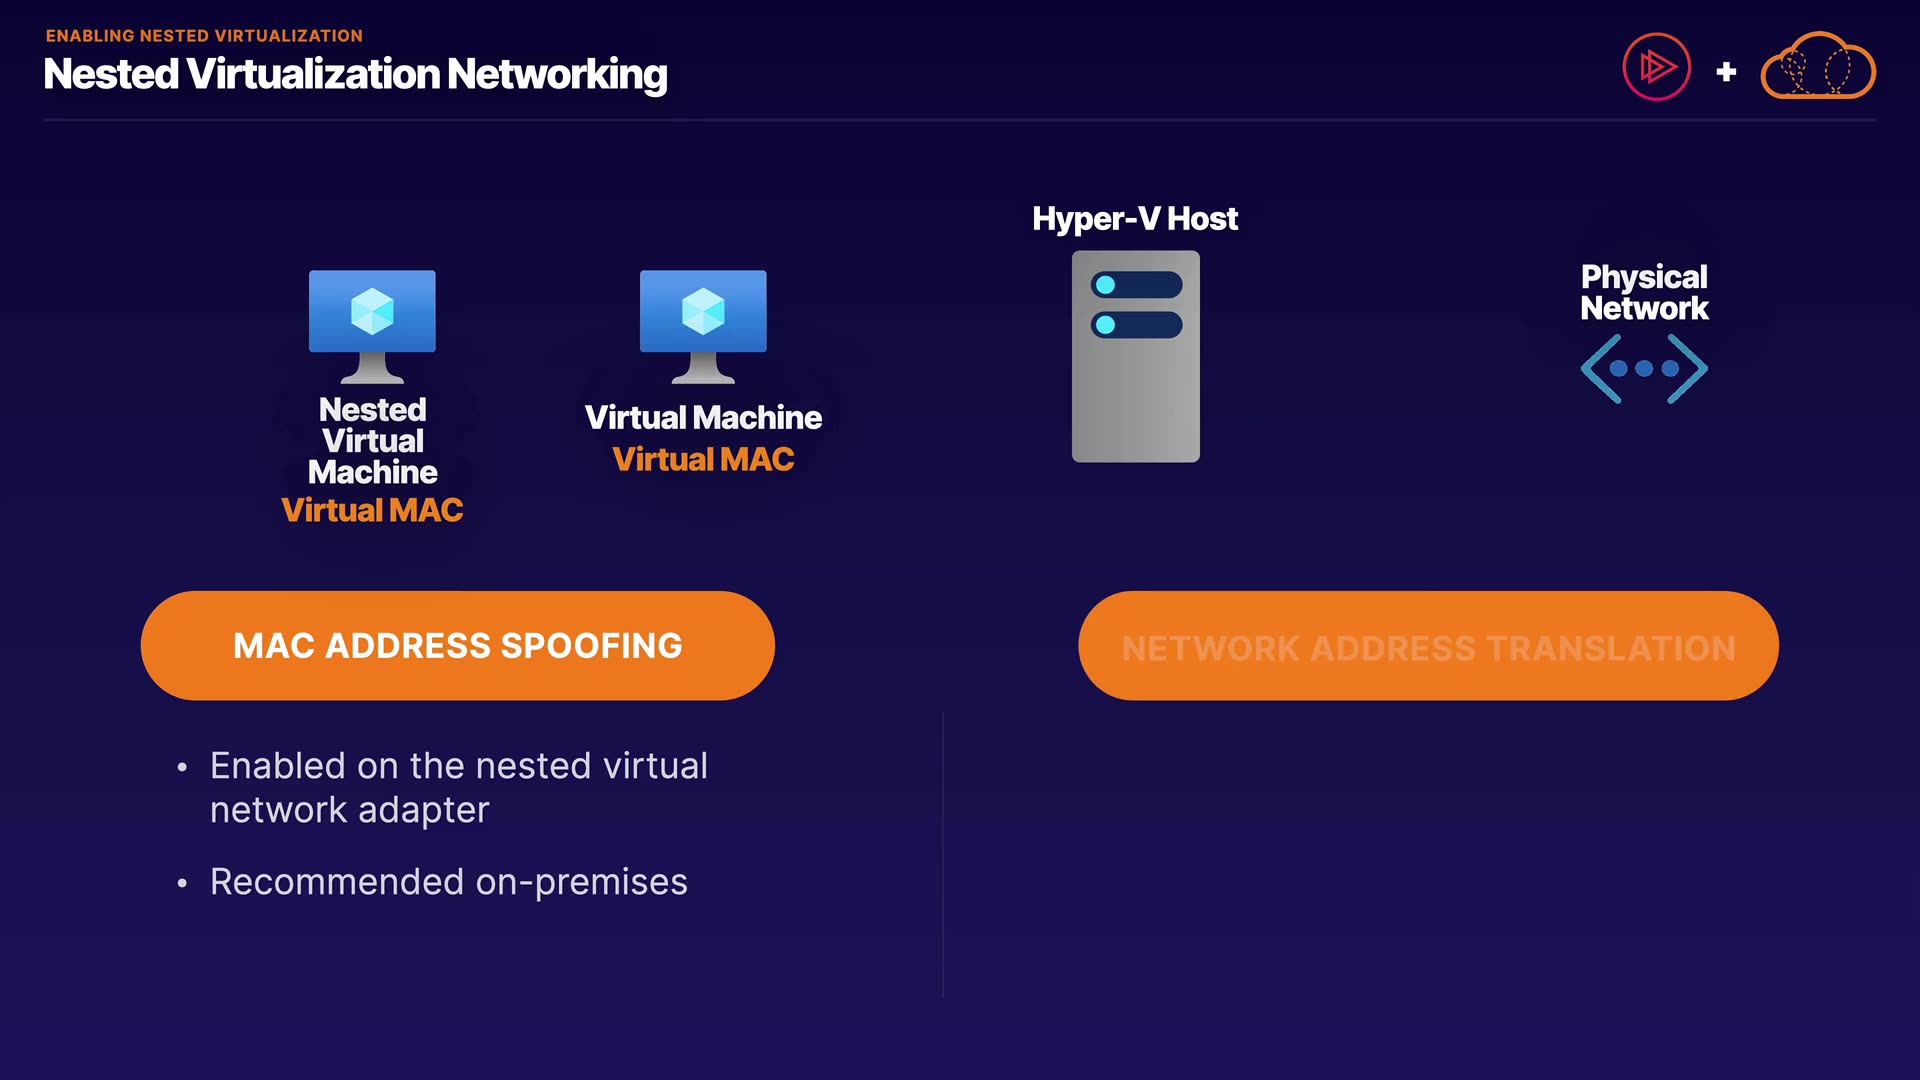 ENABLING NESTED VIRTUALIZATION
Nested Virtualization Networking
Hyper-V Host
Physical
Network
Nested
Virtual
Machine
Virtual MAC
Virtual Machine
Virtual MAC
MAC ADDRESS SPOOFING
NETWORK ADDRESS TRANSLATION
• Enabled on the nested virtual
network adapter
• Recommended on-premises